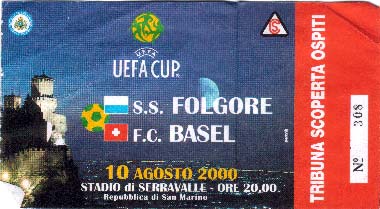 UEFA
UEFA CUP
S.S. FOLGORE
F.C. BASEL
10 AGOSTO 2000
STADIO di SERRAVALLE - ORE 20,00
Repubblica di San Marino
TRIBUNA SCOPERTA OSPITI
Nº 308